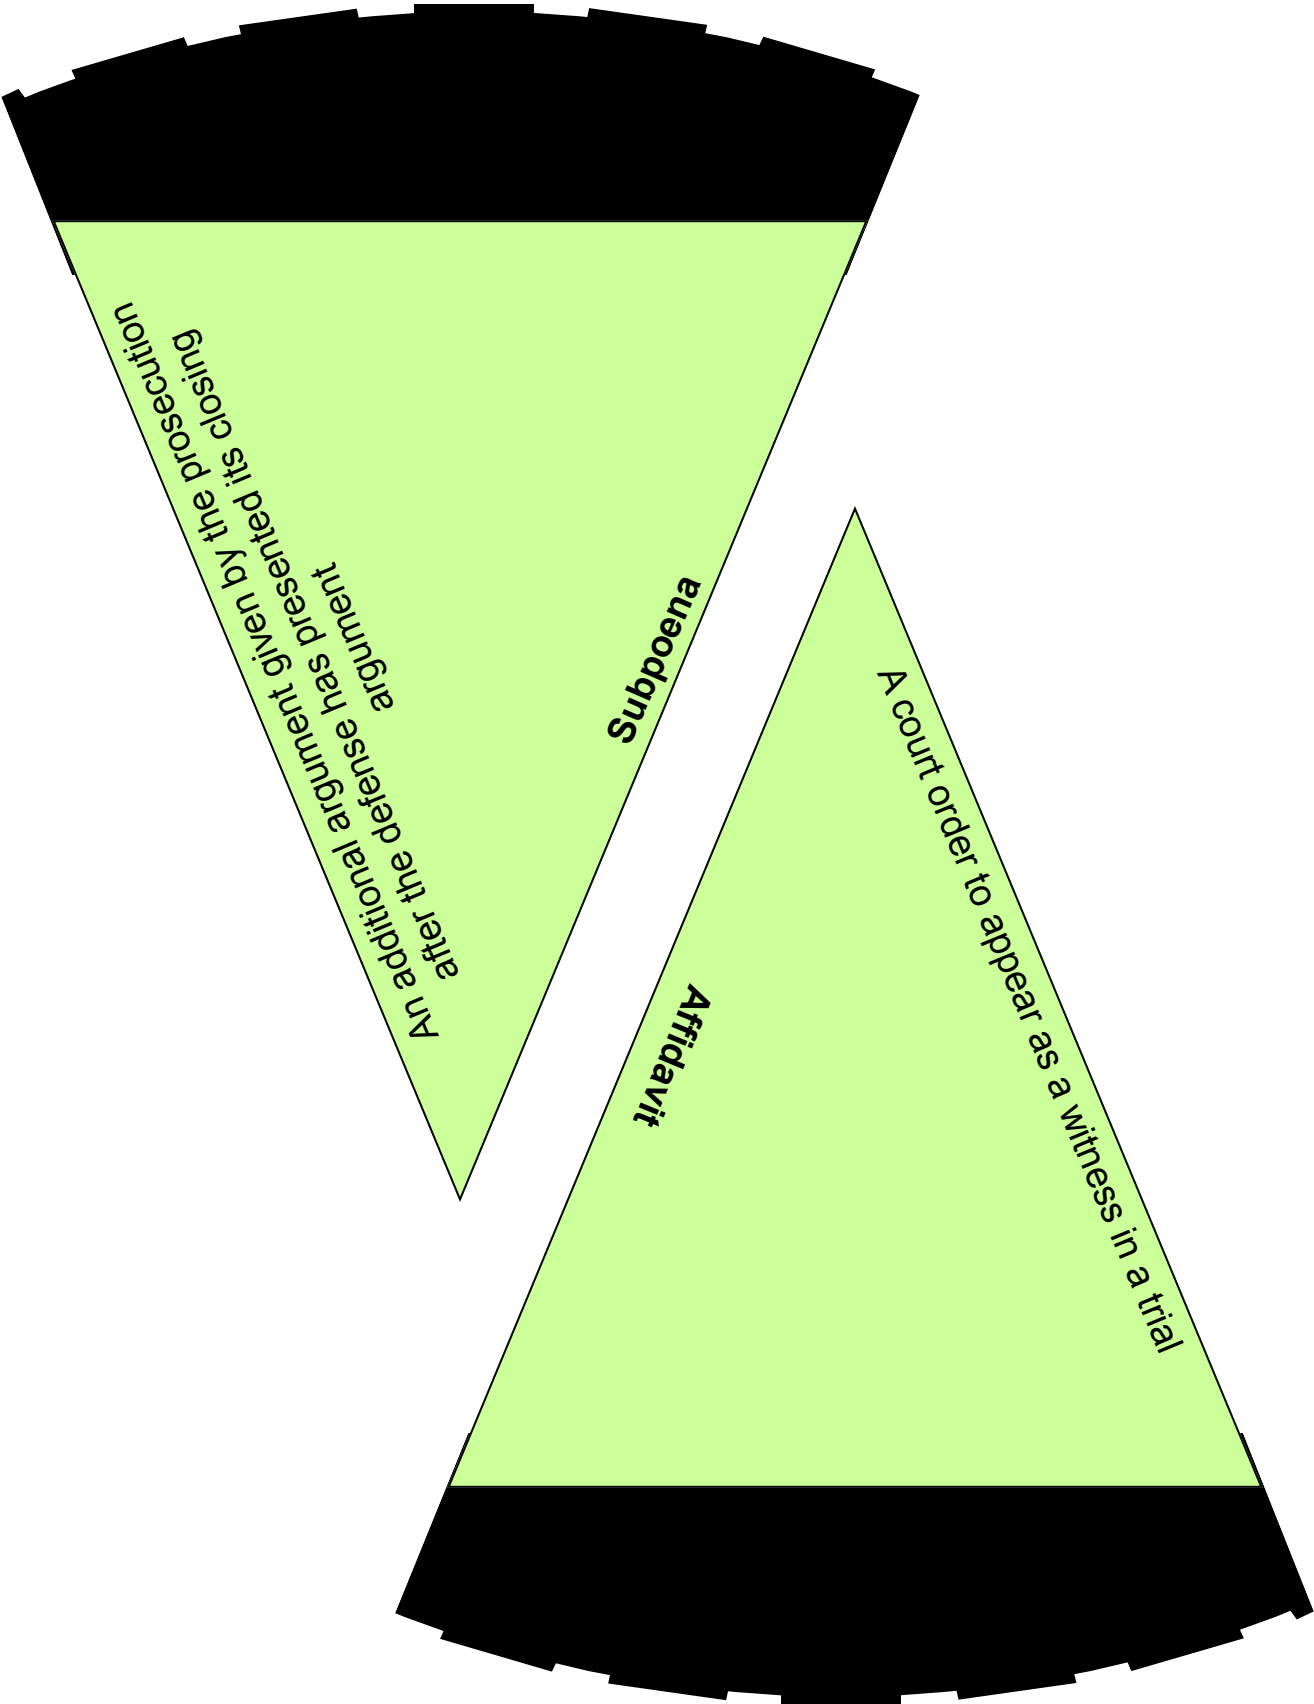 An additional argument given by the prosecution
after the defense has presented its closing
argument
Subpoena
A court order to appear as a witness in a trial
Affidavit